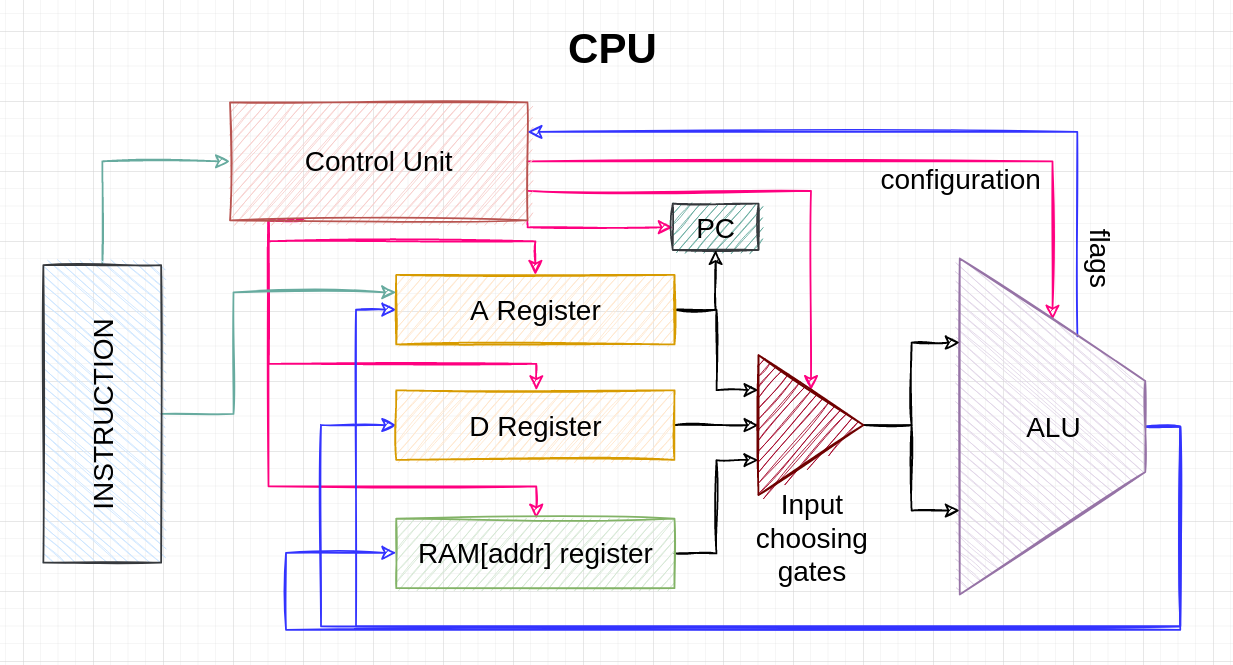 CPU
Control Unit
configuration
PC
flags
A Register
INSTRUCTION
D Register
ALU
Input
choosing
gates
RAM[addr] register